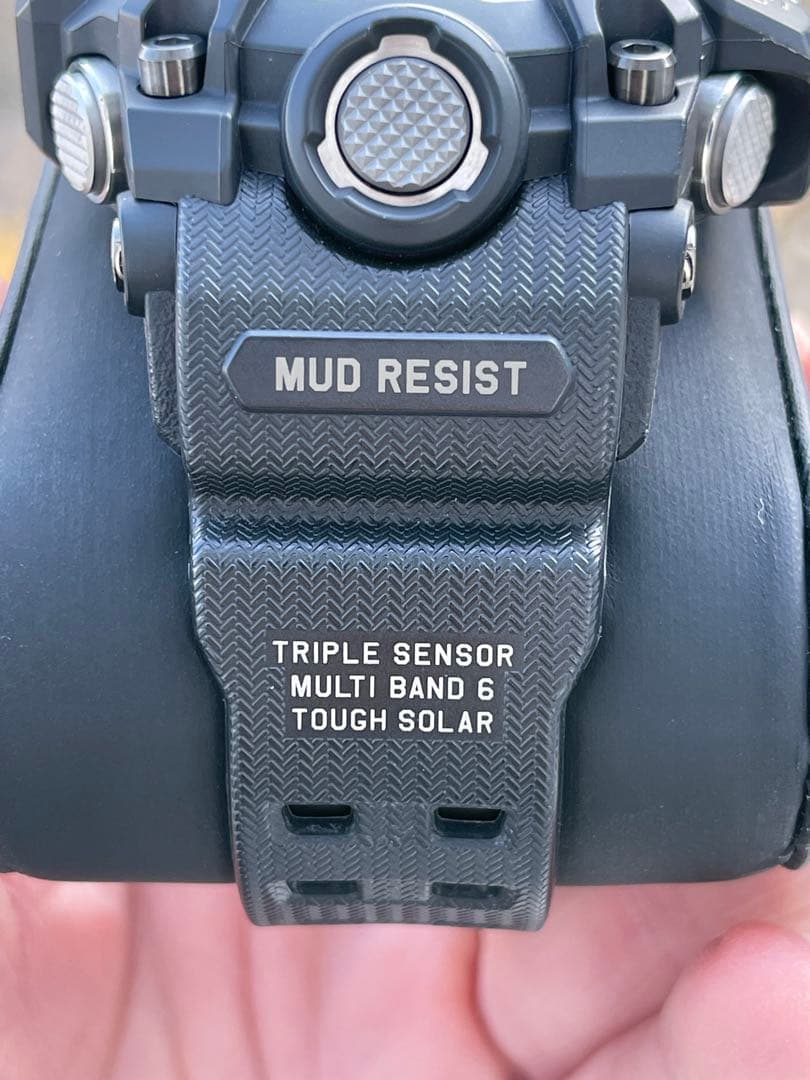 MUD RESIST
TRIPLE SENSOR
MULTI BAND 6
TOUGH SOLAR